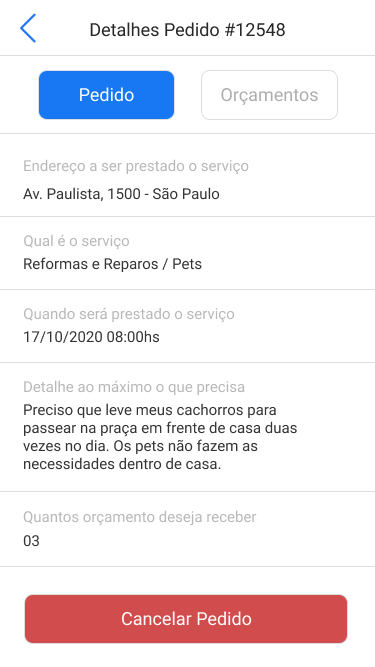 Detalhes Pedido #12548
Pedido
Orçamentos
Endereço a ser prestado o serviço
Av. Paulista, 1500 - São Paulo
Qual é o serviço
Reformas e Reparos / Pets
Quando será prestado o serviço
17/10/2020 08:00hs
Detalhe ao máximo o que precisa
Preciso que leve meus cachorros para
passear na praça em frente de casa duas
vezes no dia. Os pets não fazem as
necessidades dentro de casa.
Quantos orçamento deseja receber
03
Cancelar Pedido